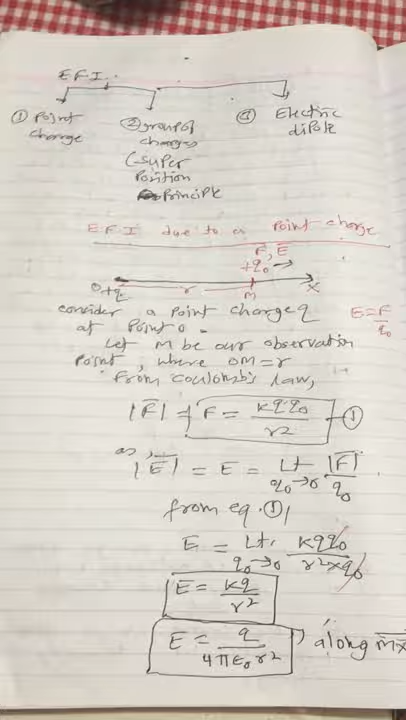 E.F.I.
① Point charge
② group of charges
(super position
Principle
③ Electric dipole
E.F.I due to a Point charge
F̅, E̅
+q₀ →
O +q r M X
consider a point charge q
at Point O.
E = F/q₀
Let M be our observation
Point, where OM = r
From coulomb's law,
|F̅| = F = kqq₀/r² — ①
as, |E̅| = E = Lt q₀→0 |F̅|/q₀
from eq. ①,
E = Lt. q₀→0 kqq₀/r²×q₀
E = kq/r²
E = q/4πε₀r² , along M̅X̅